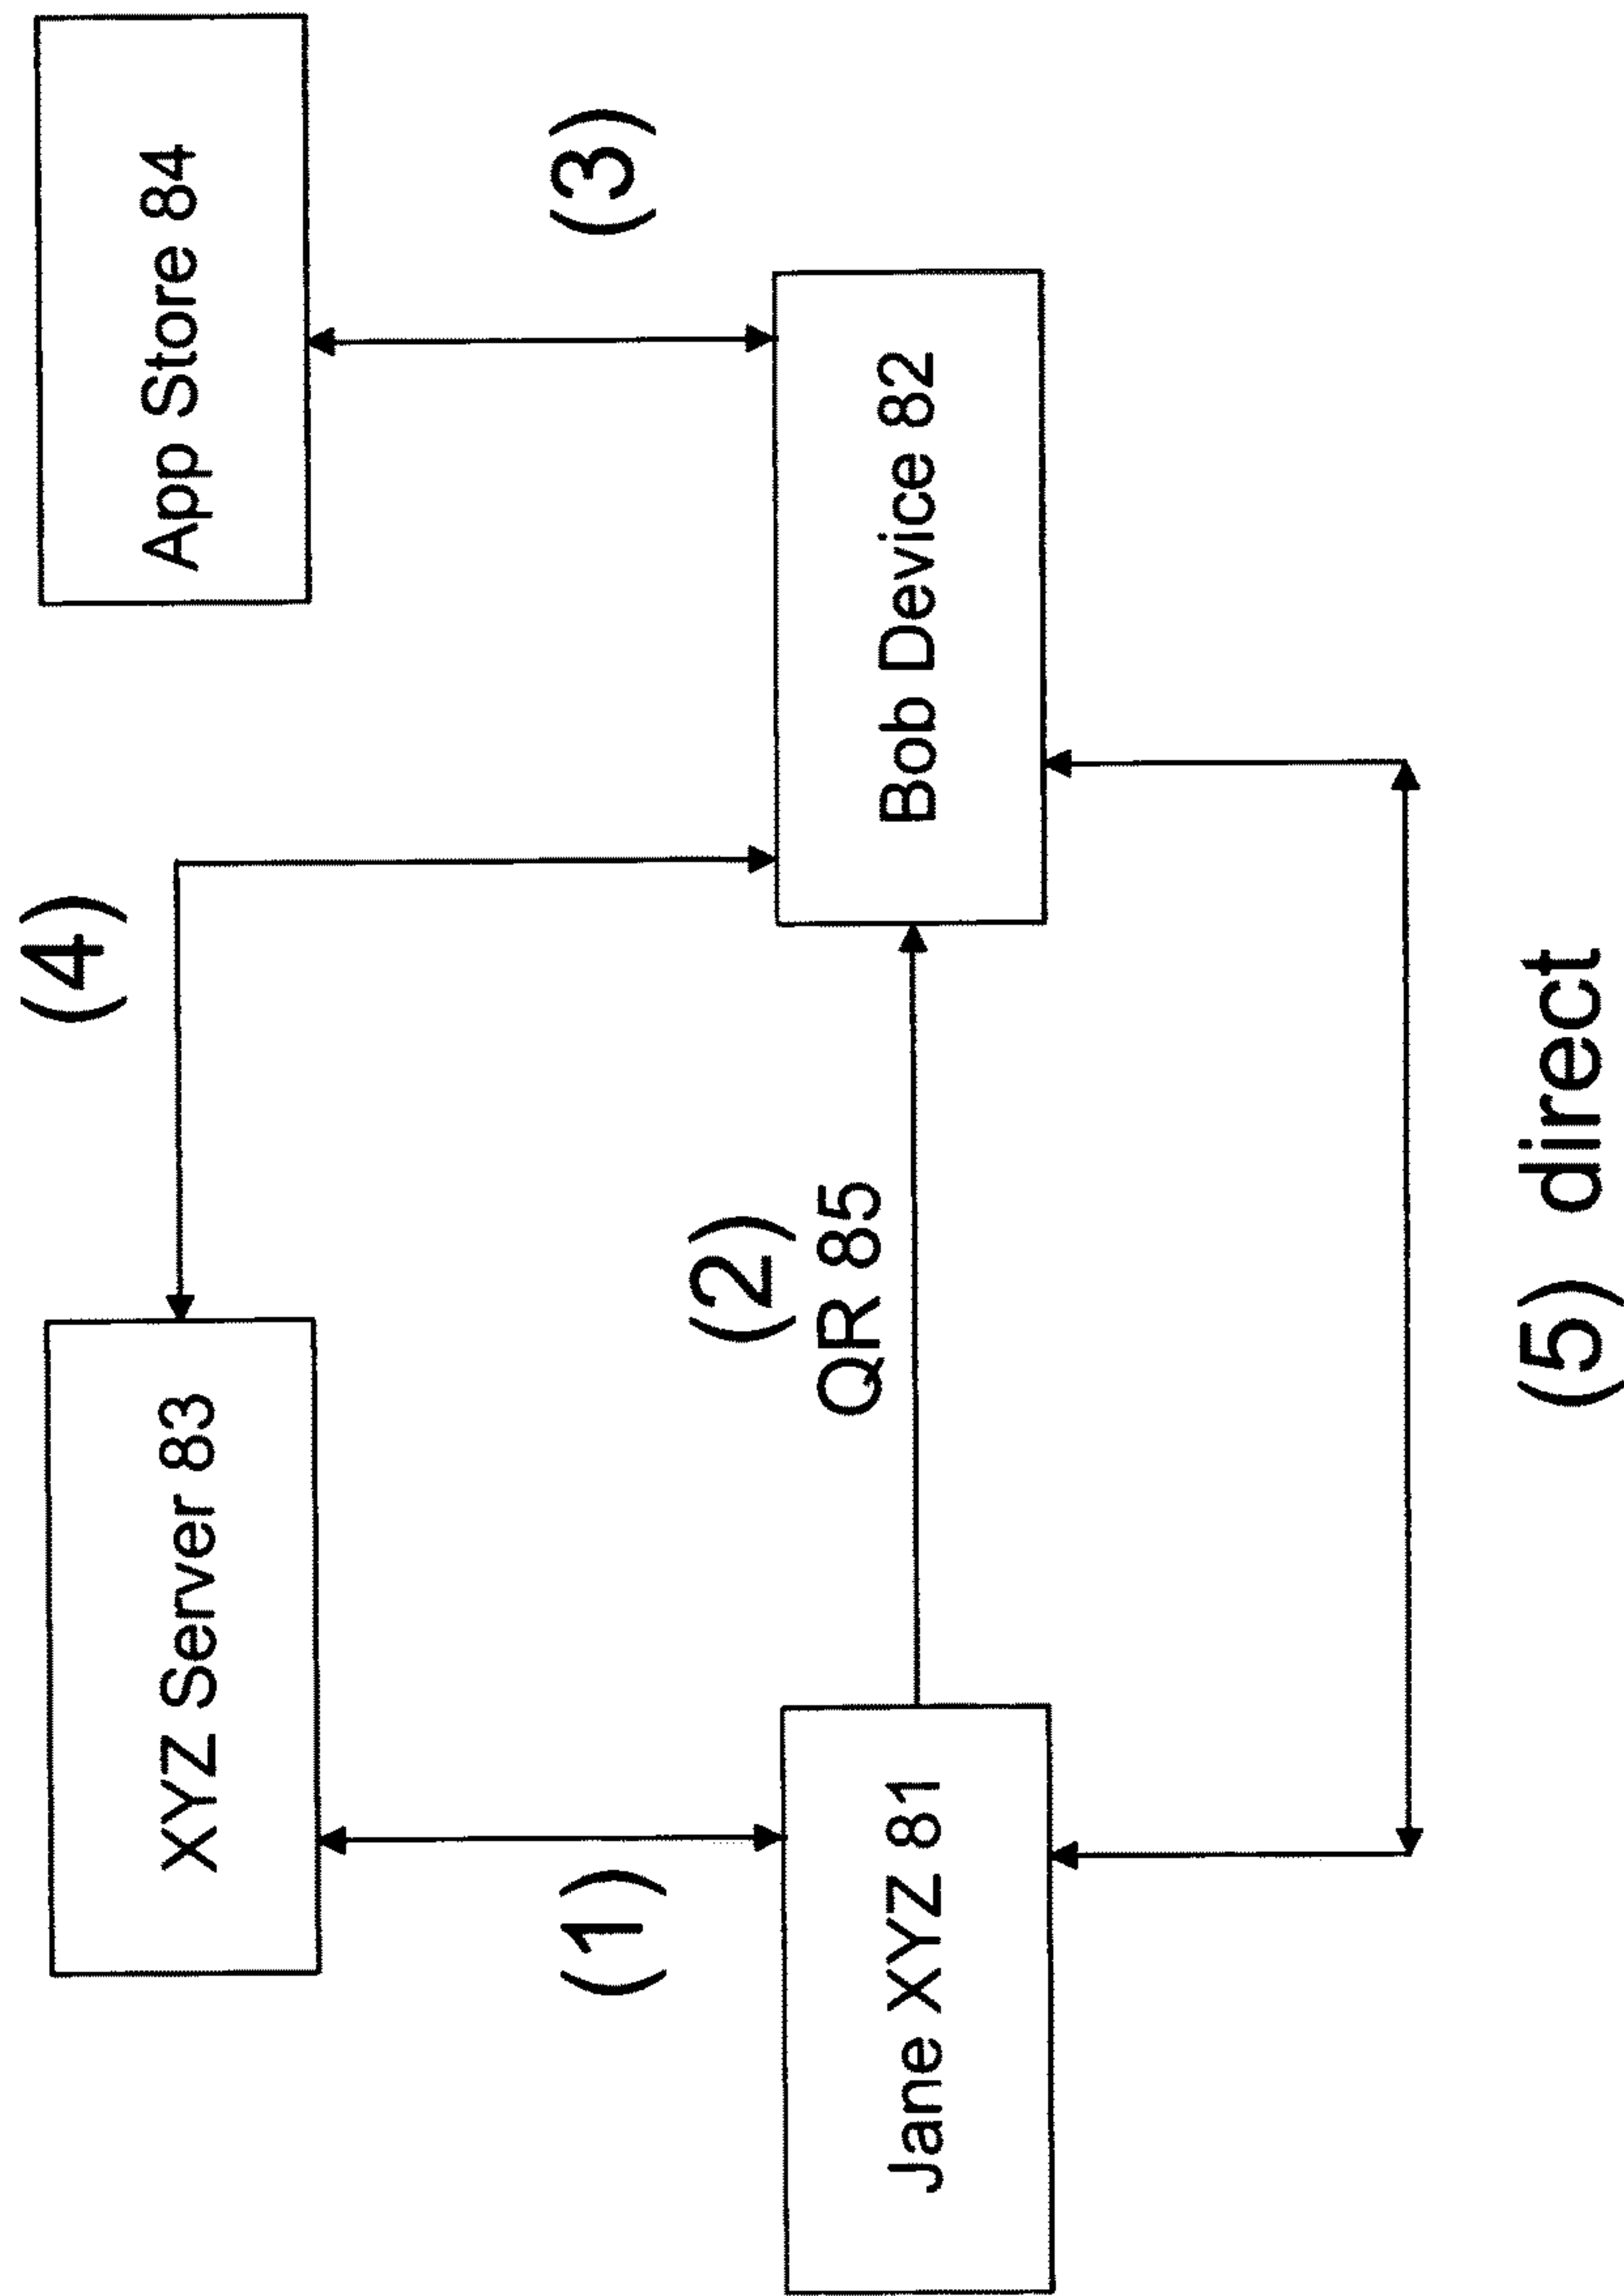 (4)
XYZ Server 83
App Store 84
(1)
(3)
(2)
QR 85
Jane XYZ 81
Bob Device 82
(5) direct